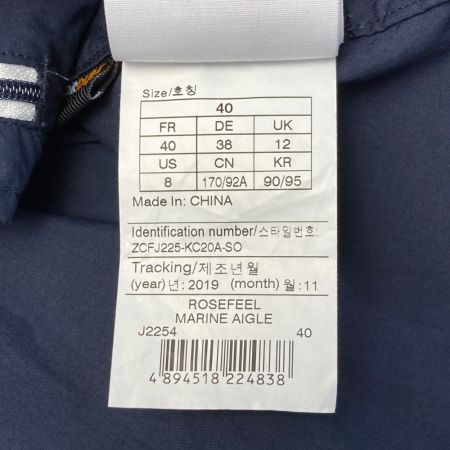 Size/호칭
40
FR DE UK
40 38 12
US CN KR
8 170/92A 90/95
Made In: CHINA
Identification number/스타일번호:
ZCFJ225-KC20A-SO
Tracking/제조년월
(year)년: 2019 (month)월:11
ROSEFEEL
MARINE AIGLE
J2254 40
4 894518 224838